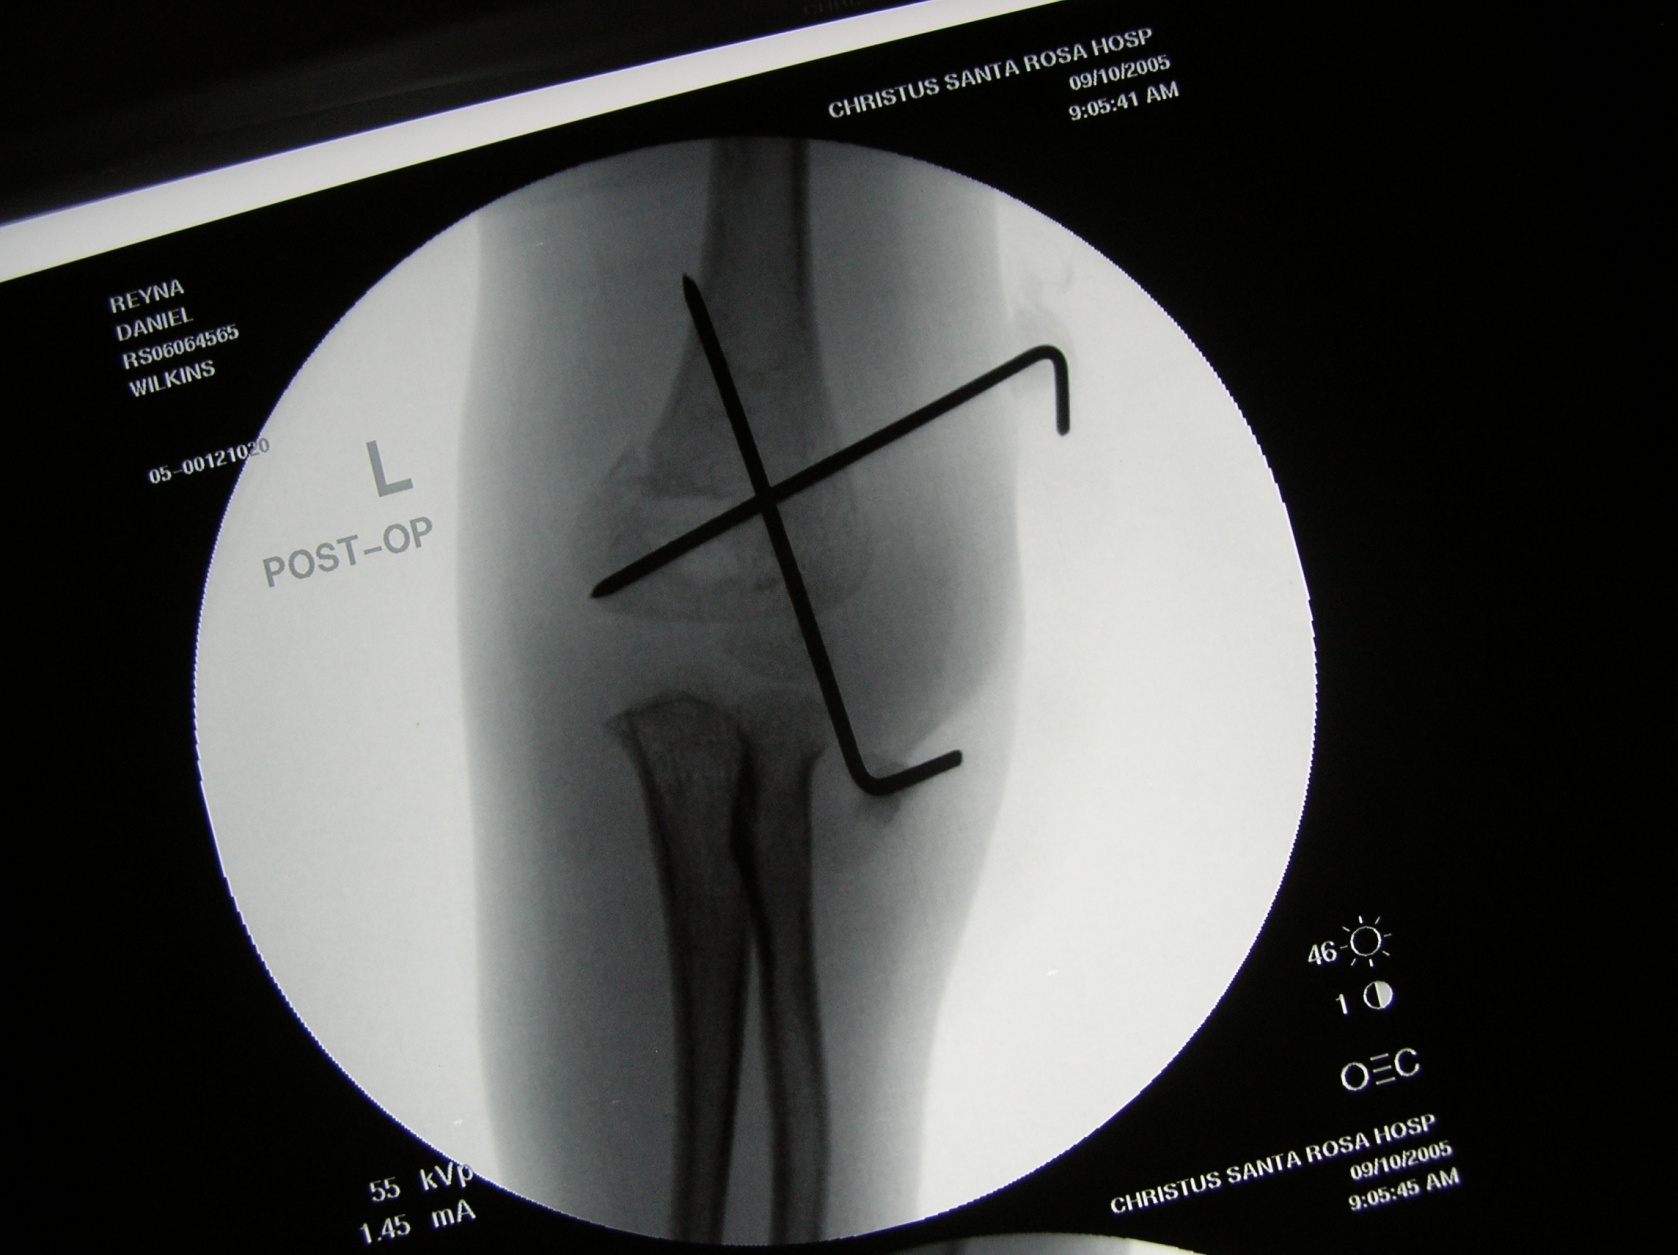 CHRISTUS SANTA ROSA HOSP
09/10/2005
9:05:41 AM
REYNA
DANIEL
RS06064565
WILKINS
05-00121020
L
POST-OP
46
1
OEC
55 kVp
1.45 mA
CHRISTUS SANTA ROSA HOSP
09/10/2005
9:05:45 AM